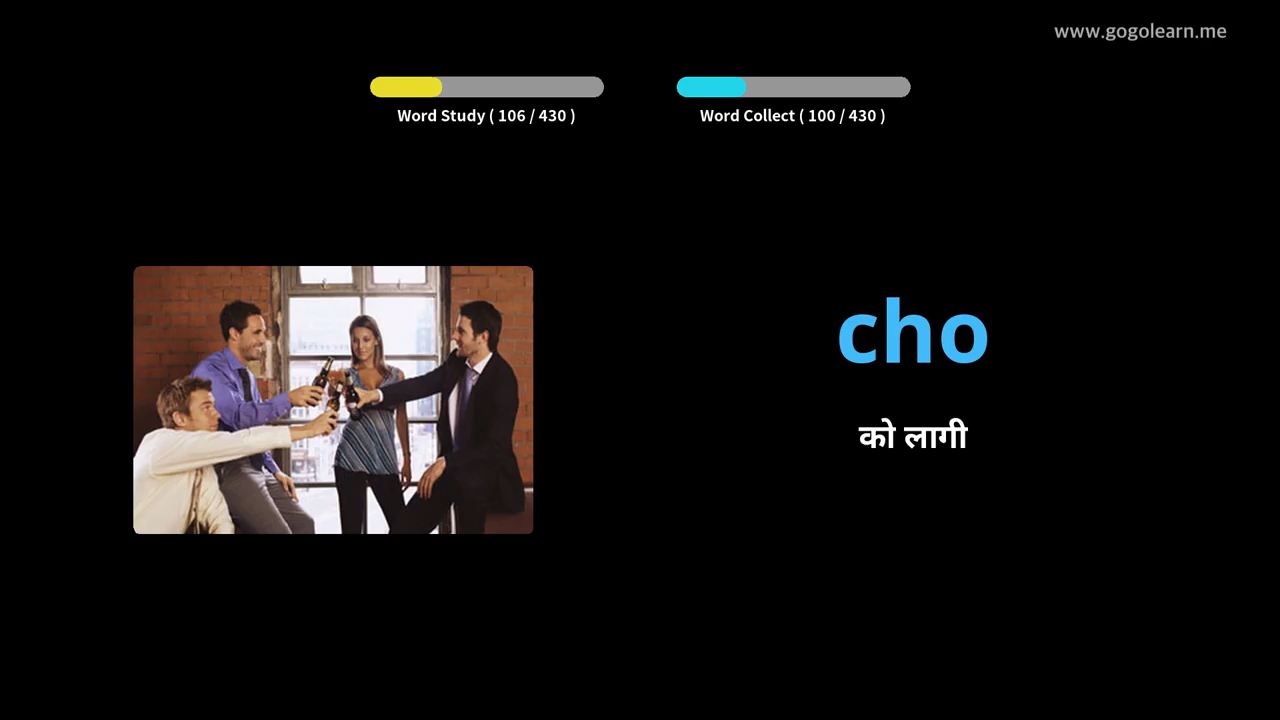 www.gogolearn.me
Word Study ( 106 / 430 )
Word Collect ( 100 / 430 )
cho
को लागी